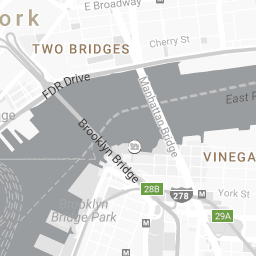 E Broadway
ork
TWO BRIDGES
Cherry St
FDR Drive
East R
Manhattan Bridge
Brooklyn Bridge
dge
VINEGA
28B
278
M
York St
Brooklyn
Bridge Park
M
29A
M